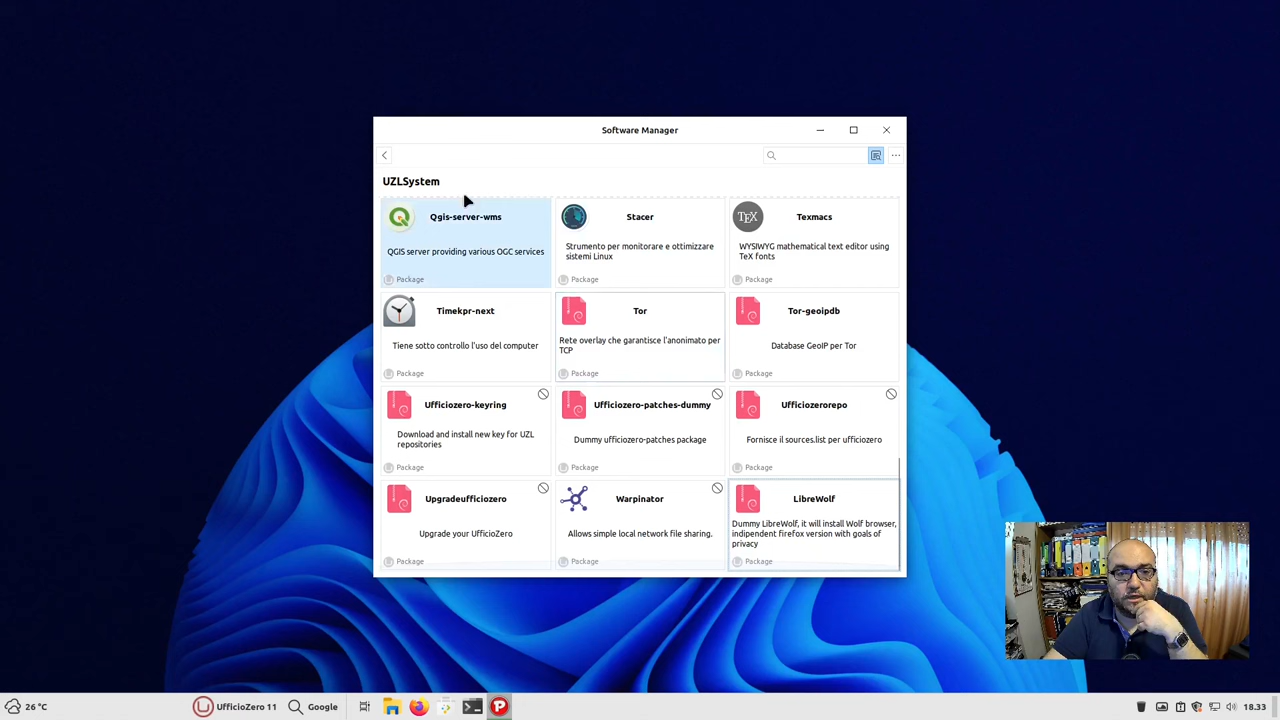 Software Manager
UZLSystem
Qgis-server-wms
QGIS server providing various OGC services
Package
Stacer
Strumento per monitorare e ottimizzare
sistemi Linux
Package
Texmacs
WYSIWYG mathematical text editor using
TeX fonts
Package
Timekpr-next
Tiene sotto controllo l'uso del computer
Package
Tor
Rete overlay che garantisce l'anonimato per
TCP
Package
Tor-geoipdb
Database GeoIP per Tor
Package
Ufficiozero-keyring
Download and install new key for UZL
repositories
Package
Ufficiozero-patches-dummy
Dummy ufficiozero-patches package
Package
Ufficiozerorepo
Fornisce il sources.list per ufficiozero
Package
Upgradeufficiozero
Upgrade your UfficioZero
Package
Warpinator
Allows simple local network file sharing.
Package
LibreWolf
Dummy LibreWolf, it will install Wolf browser,
indipendent firefox version with goals of
privacy
Package
TEX
26 °C
UfficioZero 11
Google
18.33